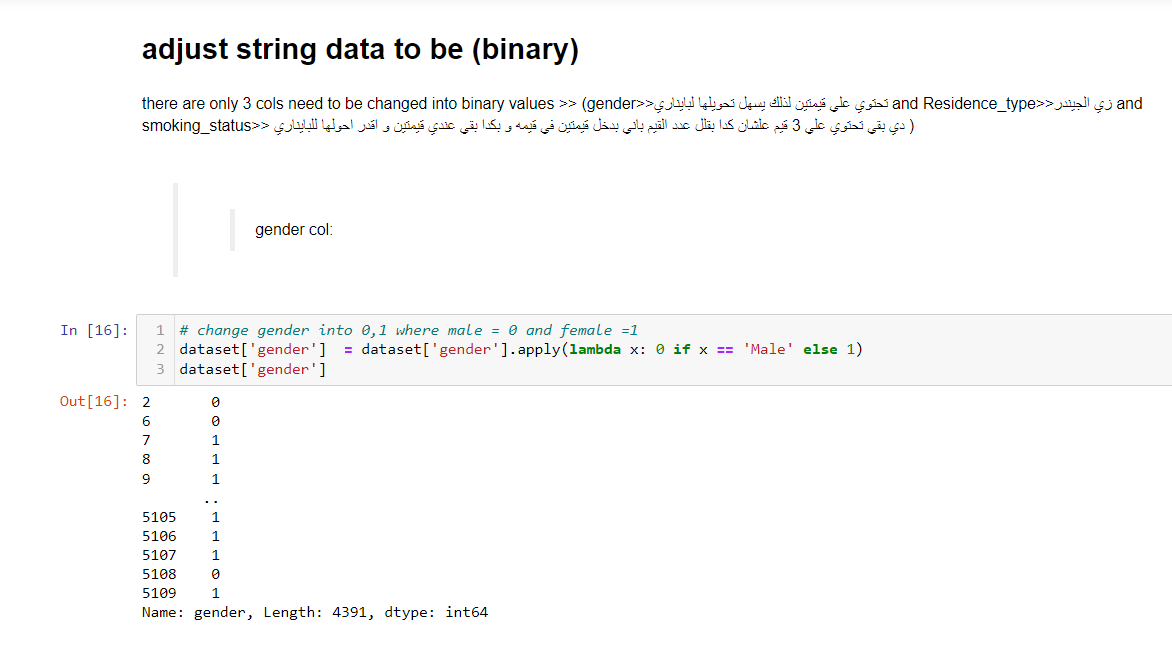 adjust string data to be (binary)
there are only 3 cols need to be changed into binary values >> (gender>>تحتوي علي قيمتين لذلك يسهل تحويلها لبايناري and Residence_type>>زي الجيندر and
smoking_status>> دي بقي تحتوي علي 3 قيم علشان كدا بقلل عدد القيم باني بدخل قيمتين في قيمه و بكدا بقي عندي قيمتين و اقدر احولها للبايناري )
gender col:
In [16]: 1 # change gender into 0,1 where male = 0 and female =1
2 dataset['gender']  = dataset['gender'].apply(lambda x: 0 if x == 'Male' else 1)
3 dataset['gender']
Out[16]: 2 0
6 0
7 1
8 1
9 1
..
5105 1
5106 1
5107 1
5108 0
5109 1
Name: gender, Length: 4391, dtype: int64